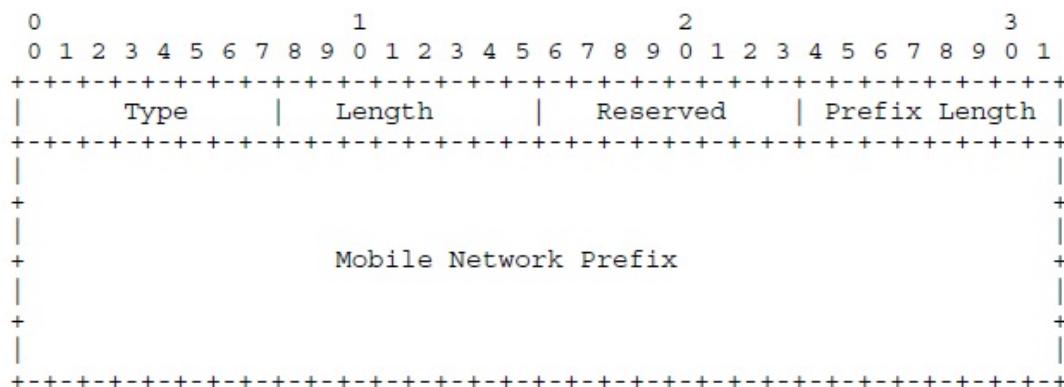 0                   1                   2                   3
 0 1 2 3 4 5 6 7 8 9 0 1 2 3 4 5 6 7 8 9 0 1 2 3 4 5 6 7 8 9 0 1
+-+-+-+-+-+-+-+-+-+-+-+-+-+-+-+-+-+-+-+-+-+-+-+-+-+-+-+-+-+-+-+-+
|      Type     |   Length      |   Reserved    | Prefix Length |
+-+-+-+-+-+-+-+-+-+-+-+-+-+-+-+-+-+-+-+-+-+-+-+-+-+-+-+-+-+-+-+-+
|                                                               |
+                                                               +
|                                                               |
+                   Mobile Network Prefix                       +
|                                                               |
+                                                               +
|                                                               |
+-+-+-+-+-+-+-+-+-+-+-+-+-+-+-+-+-+-+-+-+-+-+-+-+-+-+-+-+-+-+-+-+